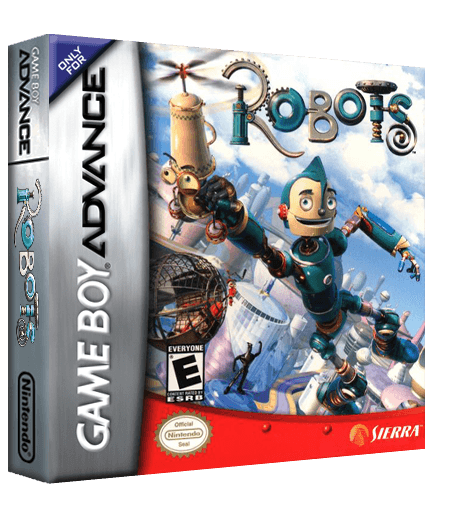 GAME BOY ADVANCE
ROBOTS
Nintendo®
ONLY
FOR
GAME BOY ADVANCE
ROBOTS
EVERYONE
E
CONTENT RATED BY
ESRB
Official
Nintendo
Seal
SIERRA